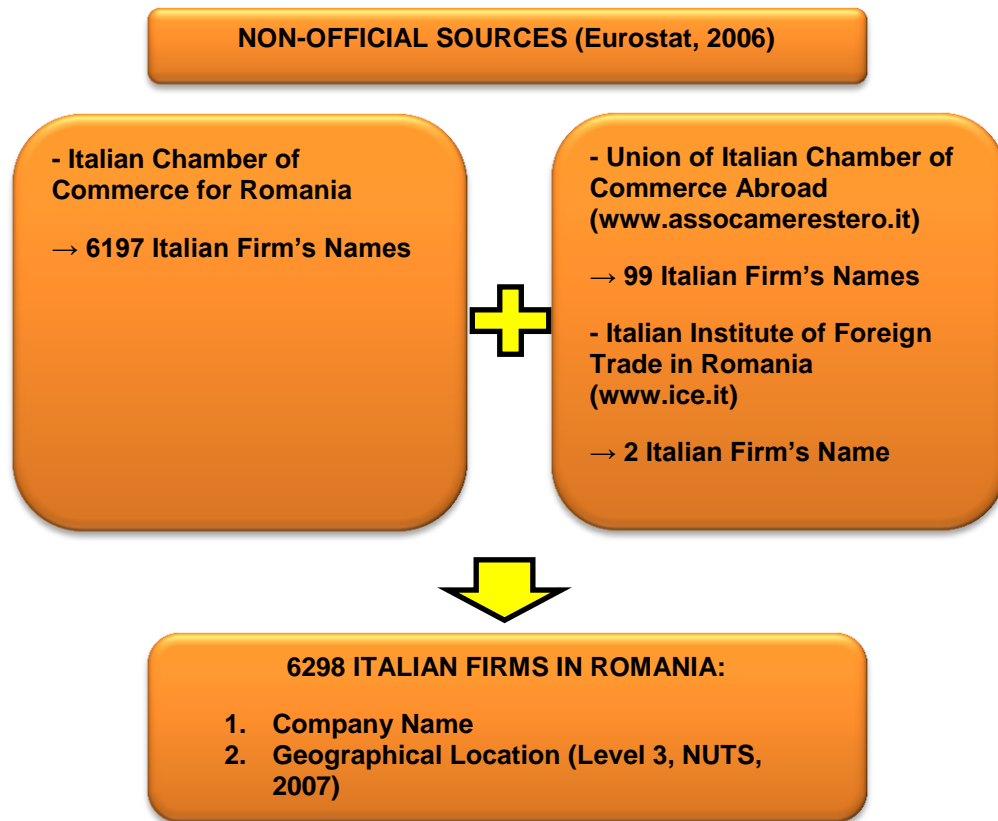 NON-OFFICIAL SOURCES (Eurostat, 2006)
- Italian Chamber of
Commerce for Romania
→ 6197 Italian Firm’s Names
- Union of Italian Chamber of
Commerce Abroad
(www.assocamerestero.it)
→ 99 Italian Firm’s Names
- Italian Institute of Foreign
Trade in Romania
(www.ice.it)
→ 2 Italian Firm’s Name
6298 ITALIAN FIRMS IN ROMANIA:
1. Company Name
2. Geographical Location (Level 3, NUTS,
2007)